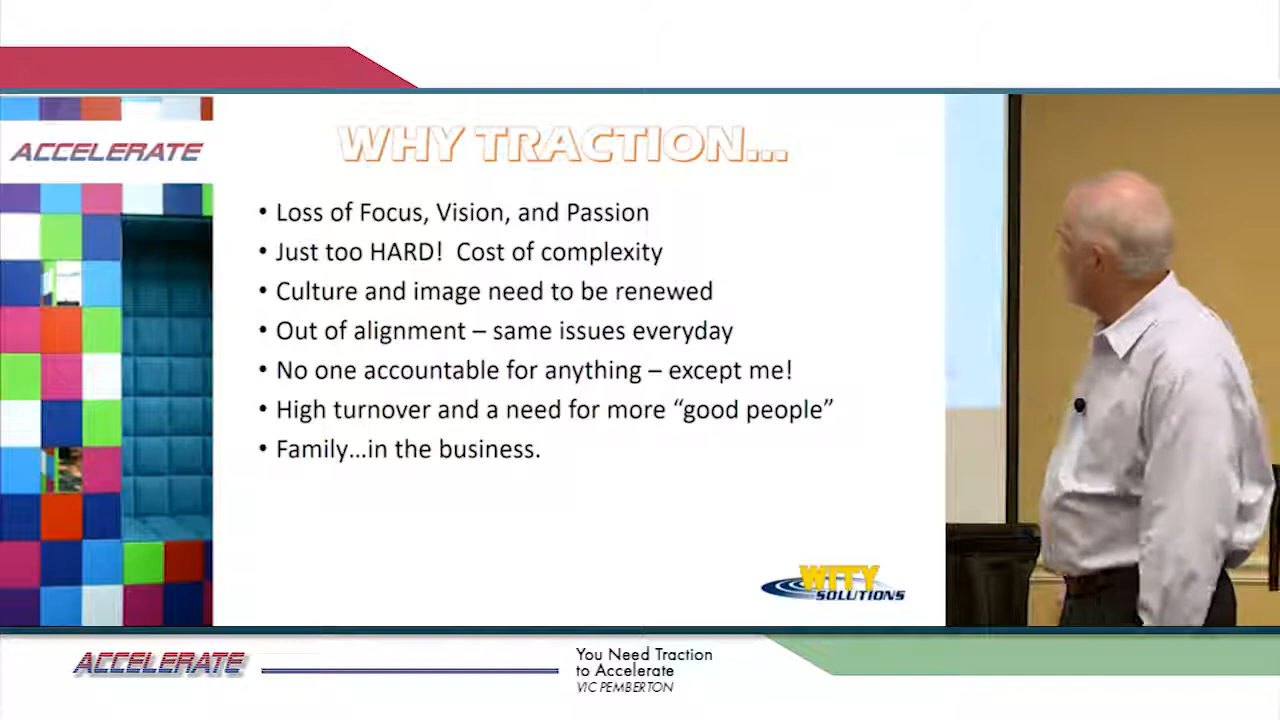 ACCELERATE
WHY TRACTION...
• Loss of Focus, Vision, and Passion
• Just too HARD!  Cost of complexity
• Culture and image need to be renewed
• Out of alignment – same issues everyday
• No one accountable for anything – except me!
• High turnover and a need for more “good people”
• Family...in the business.
WITY
SOLUTIONS
ACCELERATE
You Need Traction
to Accelerate
VIC PEMBERTON